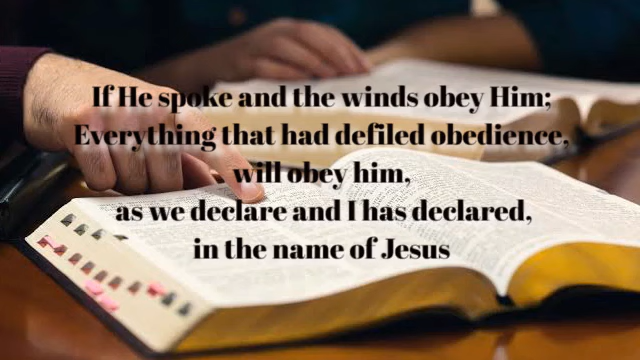 If He spoke and the winds obey Him;
Everything that had defiled obedience,
will obey him,
as we declare and I has declared,
in the name of Jesus